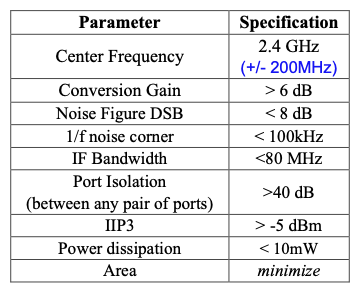 Parameter Specification
Center Frequency 2.4 GHz
(+/- 200MHz)
Conversion Gain > 6 dB
Noise Figure DSB < 8 dB
1/f noise corner < 100kHz
IF Bandwidth <80 MHz
Port Isolation
(between any pair of ports) >40 dB
IIP3 > -5 dBm
Power dissipation < 10mW
Area minimize